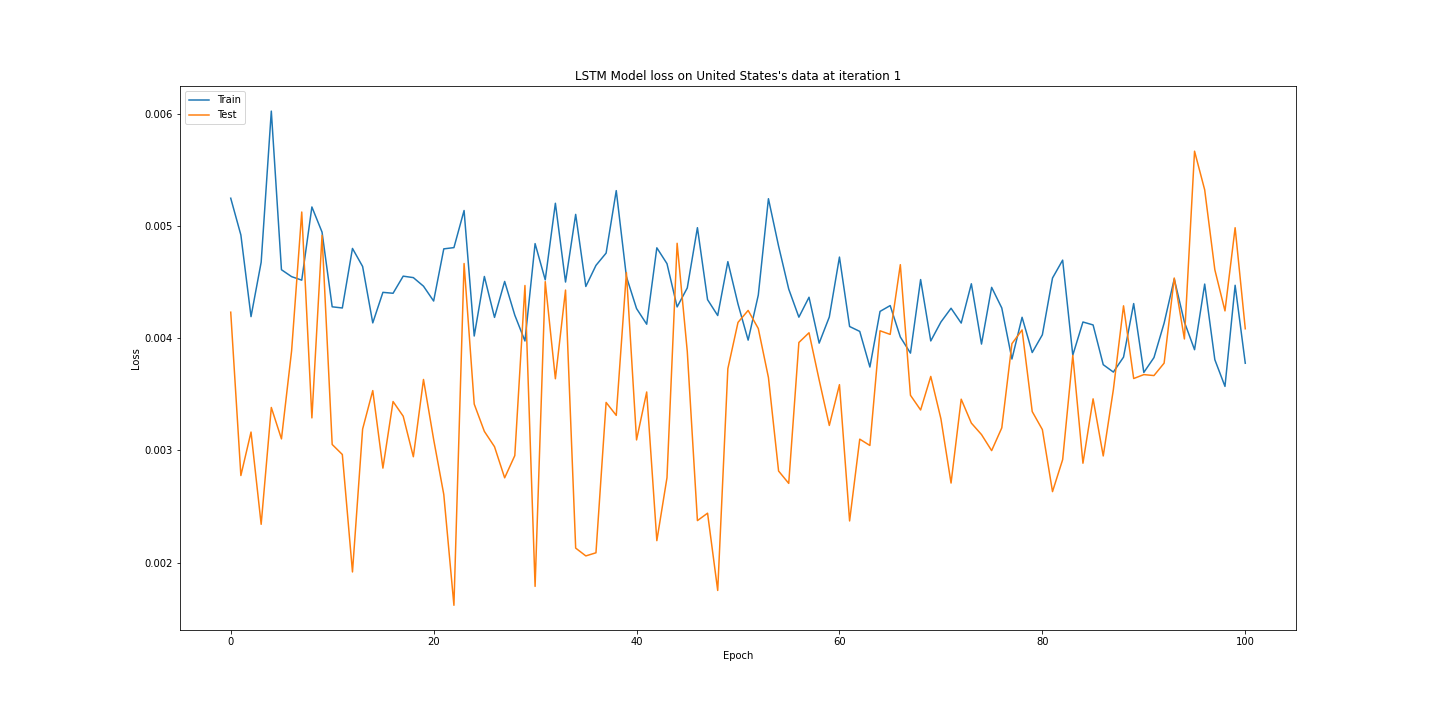 LSTM Model loss on United States's data at iteration 1
Train
Test
0.006
0.005
0.004
0.003
0.002
Loss
0 20 40 60 80 100
Epoch